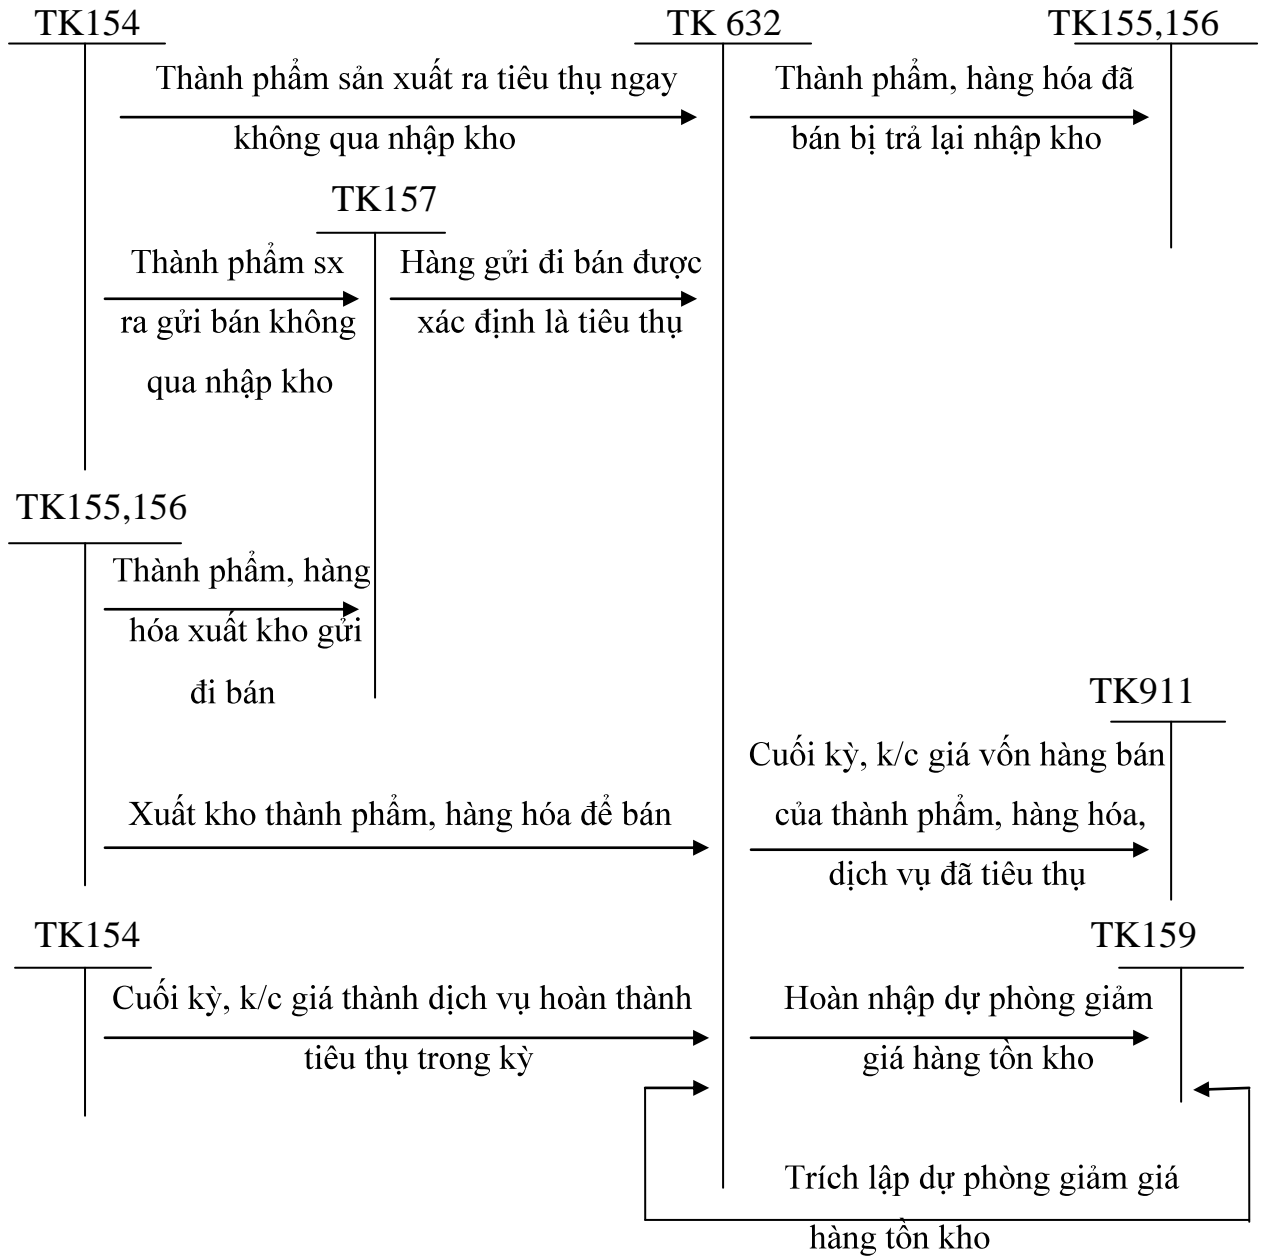 TK154
TK 632
TK155,156
Thành phẩm sản xuất ra tiêu thụ ngay
không qua nhập kho
Thành phẩm, hàng hóa đã
bán bị trả lại nhập kho
TK157
Thành phẩm sx
ra gửi bán không
qua nhập kho
Hàng gửi đi bán được
xác định là tiêu thụ
TK155,156
Thành phẩm, hàng
hóa xuất kho gửi
đi bán
TK911
Cuối kỳ, k/c giá vốn hàng bán
của thành phẩm, hàng hóa,
dịch vụ đã tiêu thụ
Xuất kho thành phẩm, hàng hóa để bán
TK154
TK159
Cuối kỳ, k/c giá thành dịch vụ hoàn thành
tiêu thụ trong kỳ
Hoàn nhập dự phòng giảm
giá hàng tồn kho
Trích lập dự phòng giảm giá
hàng tồn kho